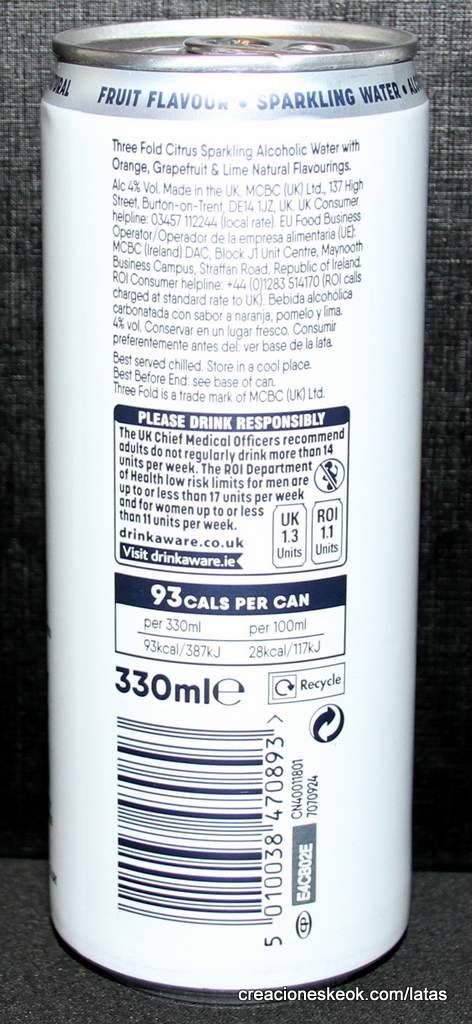 RAL FRUIT FLAVOUR • SPARKLING WATER • ALC
Three Fold Citrus Sparkling Alcoholic Water with
Orange, Grapefruit & Lime Natural Flavourings.
Alc 4% Vol. Made in the UK. MCBC (UK) Ltd., 137 High
Street, Burton-on-Trent, DE14 1JZ, UK. UK Consumer
helpline: 03457 112244 (local rate). EU Food Business
Operator/Operador de la empresa alimentaria (UE):
MCBC (Ireland) DAC, Block J1 Unit Centre, Maynooth
Business Campus, Straffan Road, Republic of Ireland.
ROI Consumer helpline: +44 (0)1283 514170 (ROI calls
charged at standard rate to UK). Bebida alcohólica
carbonatada con sabor a naranja, pomelo y lima.
4% vol. Conservar en un lugar fresco. Consumir
preferentemente antes del: ver base de la lata.
Best served chilled. Store in a cool place.
Best Before End: see base of can.
Three Fold is a trade mark of MCBC (UK) Ltd.
PLEASE DRINK RESPONSIBLY
The UK Chief Medical Officers recommend
adults do not regularly drink more than 14
units per week. The ROI Department
of Health low risk limits for men are
up to or less than 17 units per week
and for women up to or less
than 11 units per week.
drinkaware.co.uk
Visit drinkaware.ie
UK
1.3
Units
ROI
1.1
Units
93CALS PER CAN
per 330ml per 100ml
93kcal/387kJ 28kcal/117kJ
330ml℮
Recycle
5 010038 470893 >
CN40011801
7070924
E4CB02E
creacioneskeok.com/latas